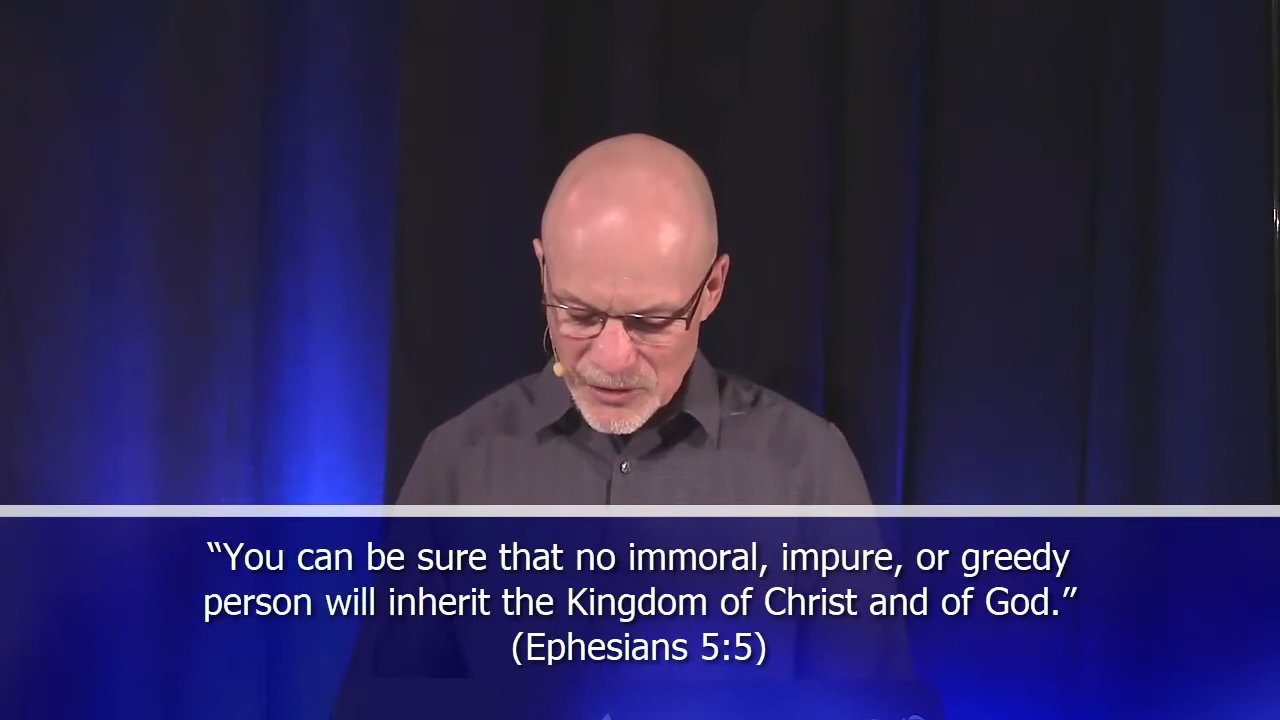 “You can be sure that no immoral, impure, or greedy
person will inherit the Kingdom of Christ and of God.”
(Ephesians 5:5)